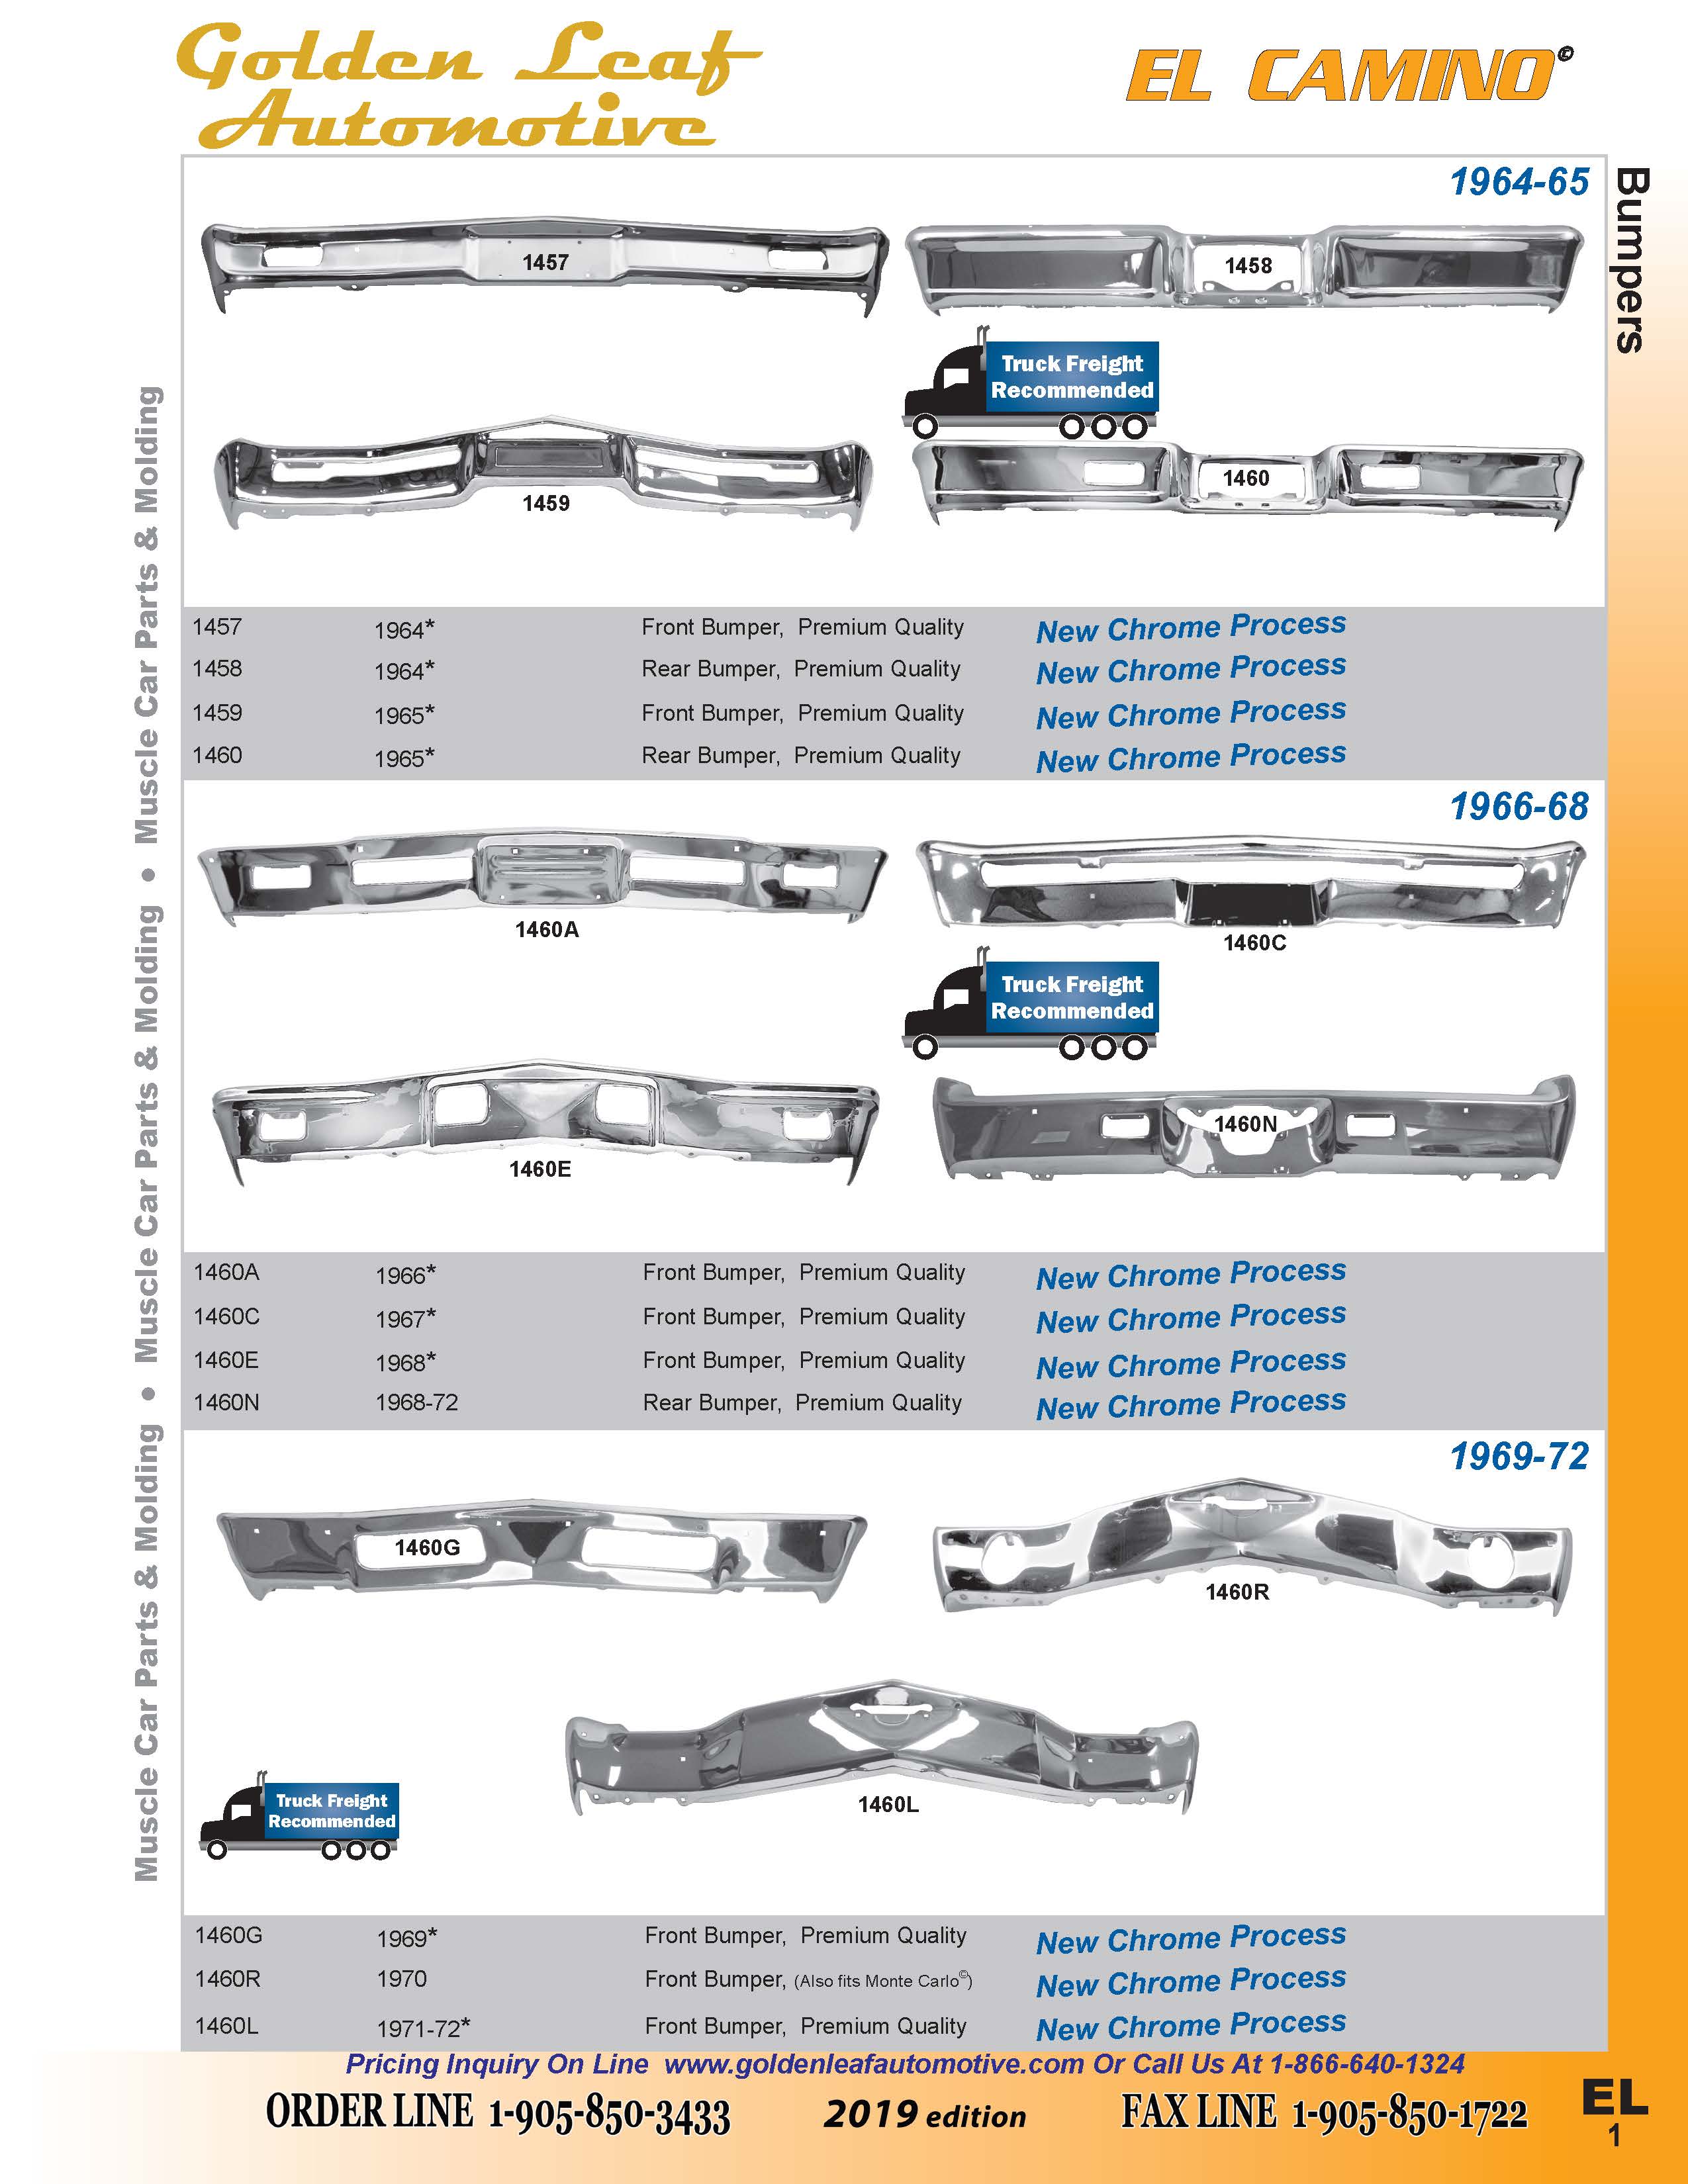 Golden Leaf
Automotive
EL CAMINO©
Bumpers
Muscle Car Parts & Molding • Muscle Car Parts & Molding • Muscle Car Parts & Molding
1964-65
1457
1458
Truck Freight
Recommended
1459
1460
1457 1964* Front Bumper, Premium Quality New Chrome Process
1458 1964* Rear Bumper, Premium Quality New Chrome Process
1459 1965* Front Bumper, Premium Quality New Chrome Process
1460 1965* Rear Bumper, Premium Quality New Chrome Process
1966-68
1460A
1460C
Truck Freight
Recommended
1460E
1460N
1460A 1966* Front Bumper, Premium Quality New Chrome Process
1460C 1967* Front Bumper, Premium Quality New Chrome Process
1460E 1968* Front Bumper, Premium Quality New Chrome Process
1460N 1968-72 Rear Bumper, Premium Quality New Chrome Process
1969-72
1460G
1460R
1460L
Truck Freight
Recommended
1460G 1969* Front Bumper, Premium Quality New Chrome Process
1460R 1970 Front Bumper, (Also fits Monte Carlo©) New Chrome Process
1460L 1971-72* Front Bumper, Premium Quality New Chrome Process
Pricing Inquiry On Line www.goldenleafautomotive.com Or Call Us At 1-866-640-1324
ORDER LINE 1-905-850-3433 2019 edition FAX LINE 1-905-850-1722
EL
1